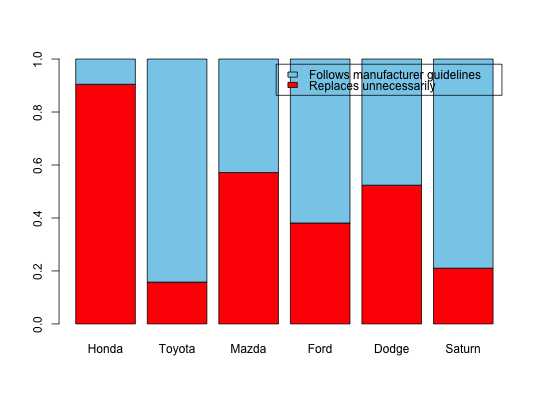 Follows manufacturer guidelines
Replaces unnecessarily
1.0
0.8
0.6
0.4
0.2
0.0
Honda Toyota Mazda Ford Dodge Saturn